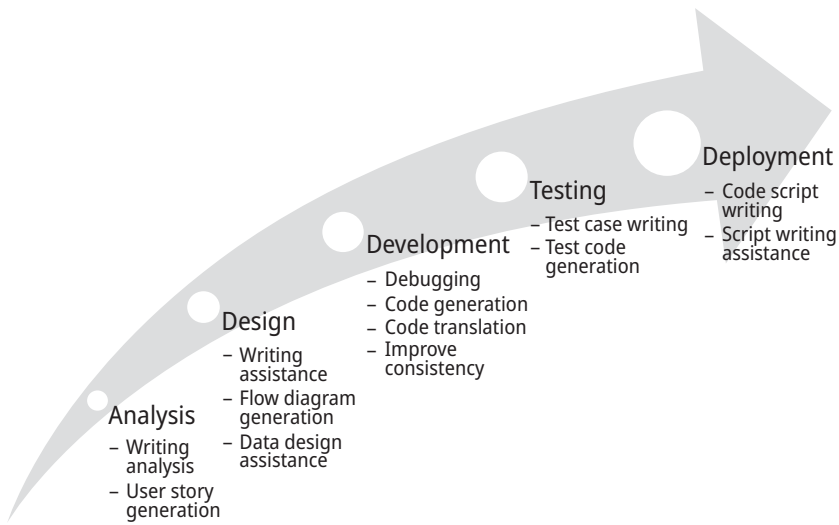 Analysis
– Writing
analysis
– User story
generation
Design
– Writing
assistance
– Flow diagram
generation
– Data design
assistance
Development
– Debugging
– Code generation
– Code translation
– Improve
consistency
Testing
– Test case writing
– Test code
generation
Deployment
– Code script
writing
– Script writing
assistance